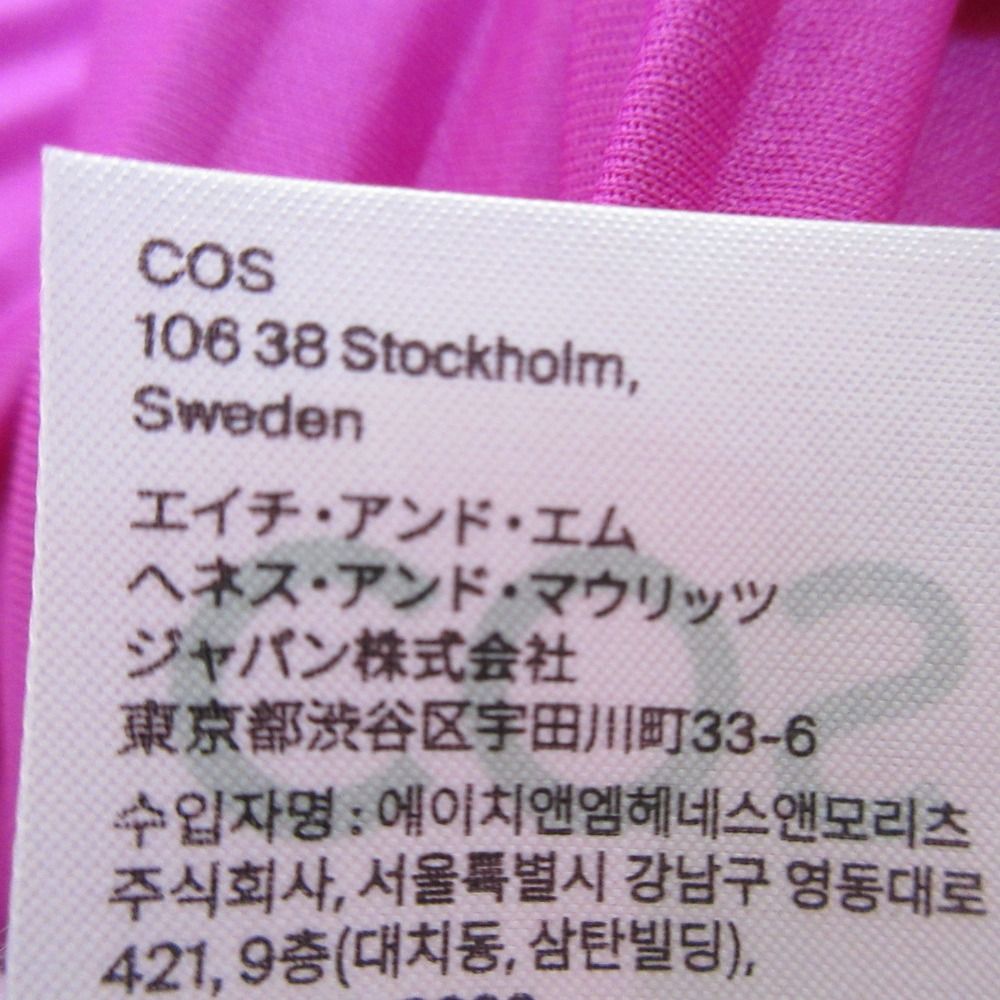 COS
106 38 Stockholm,
Sweden
エイチ・アンド・エム
ヘネス・アンド・マウリッツ
ジャパン株式会社
東京都渋谷区宇田川町33-6
수입자명 : 에이치앤엠헤네스앤모리츠
주식회사, 서울특별시 강남구 영동대로
421, 9층(대치동, 삼탄빌딩),